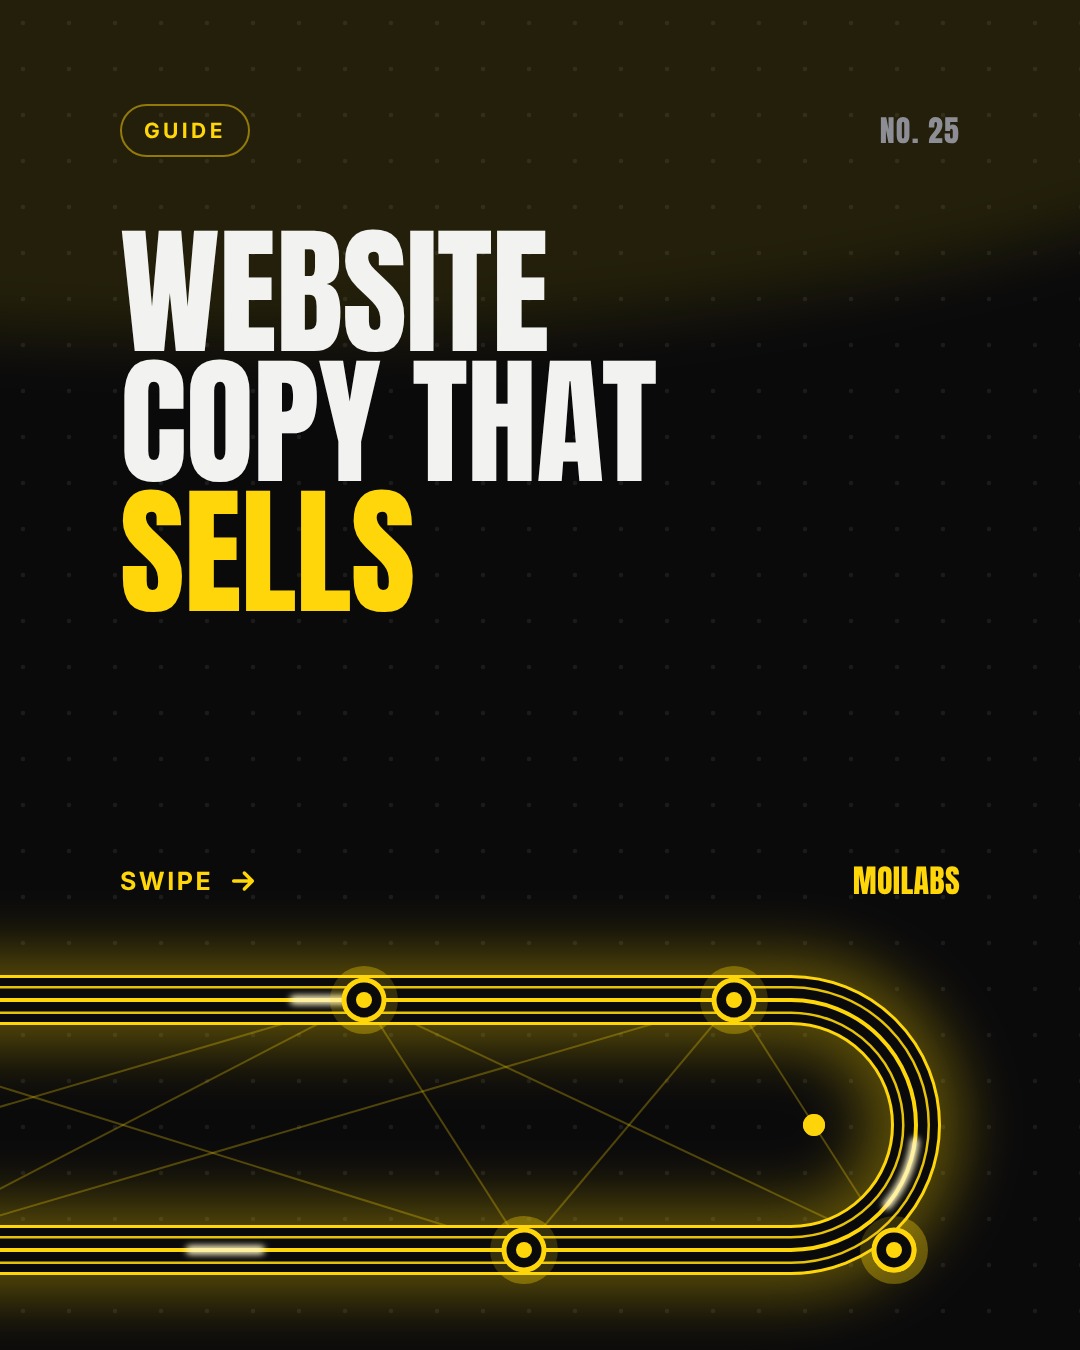 GUIDE
NO. 25
WEBSITE
COPY THAT
SELLS
SWIPE →
MOILABS